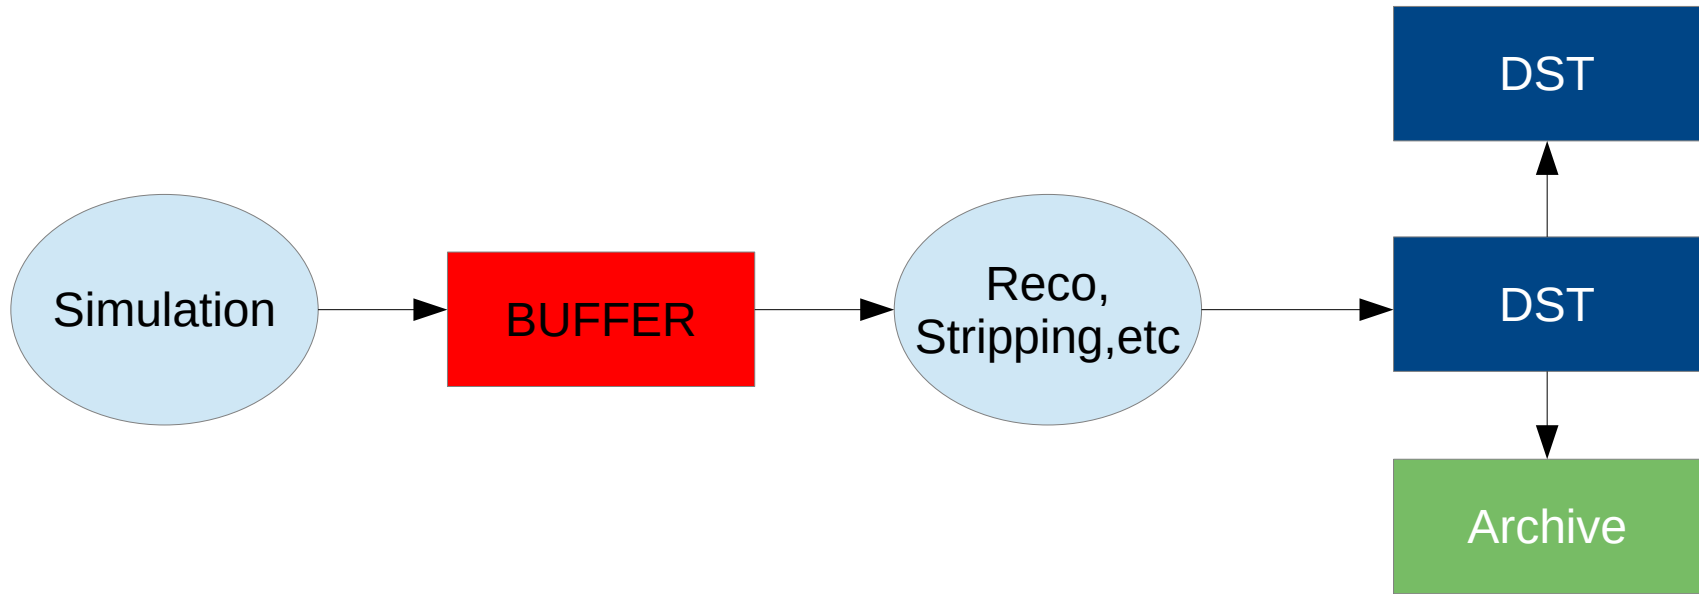 DST
Simulation
BUFFER
Reco,
Stripping,etc
DST
Archive